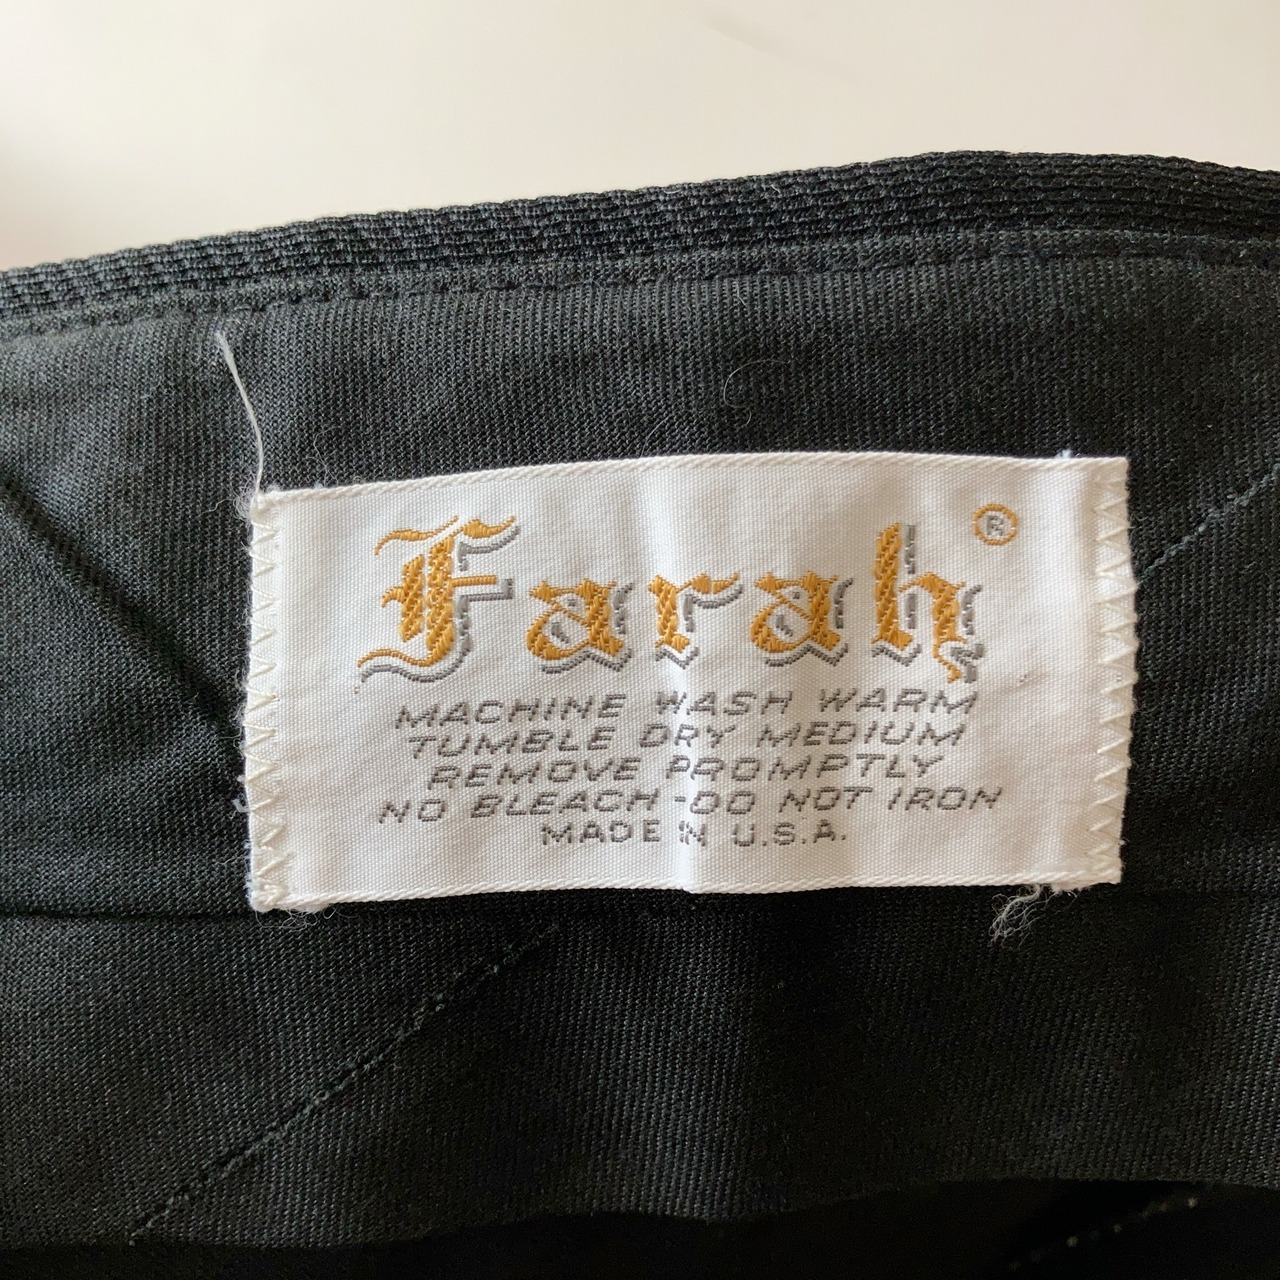 Farah®
MACHINE WASH WARM
TUMBLE DRY MEDIUM
REMOVE PROMPTLY
NO BLEACH-DO NOT IRON
MADE IN U.S.A.